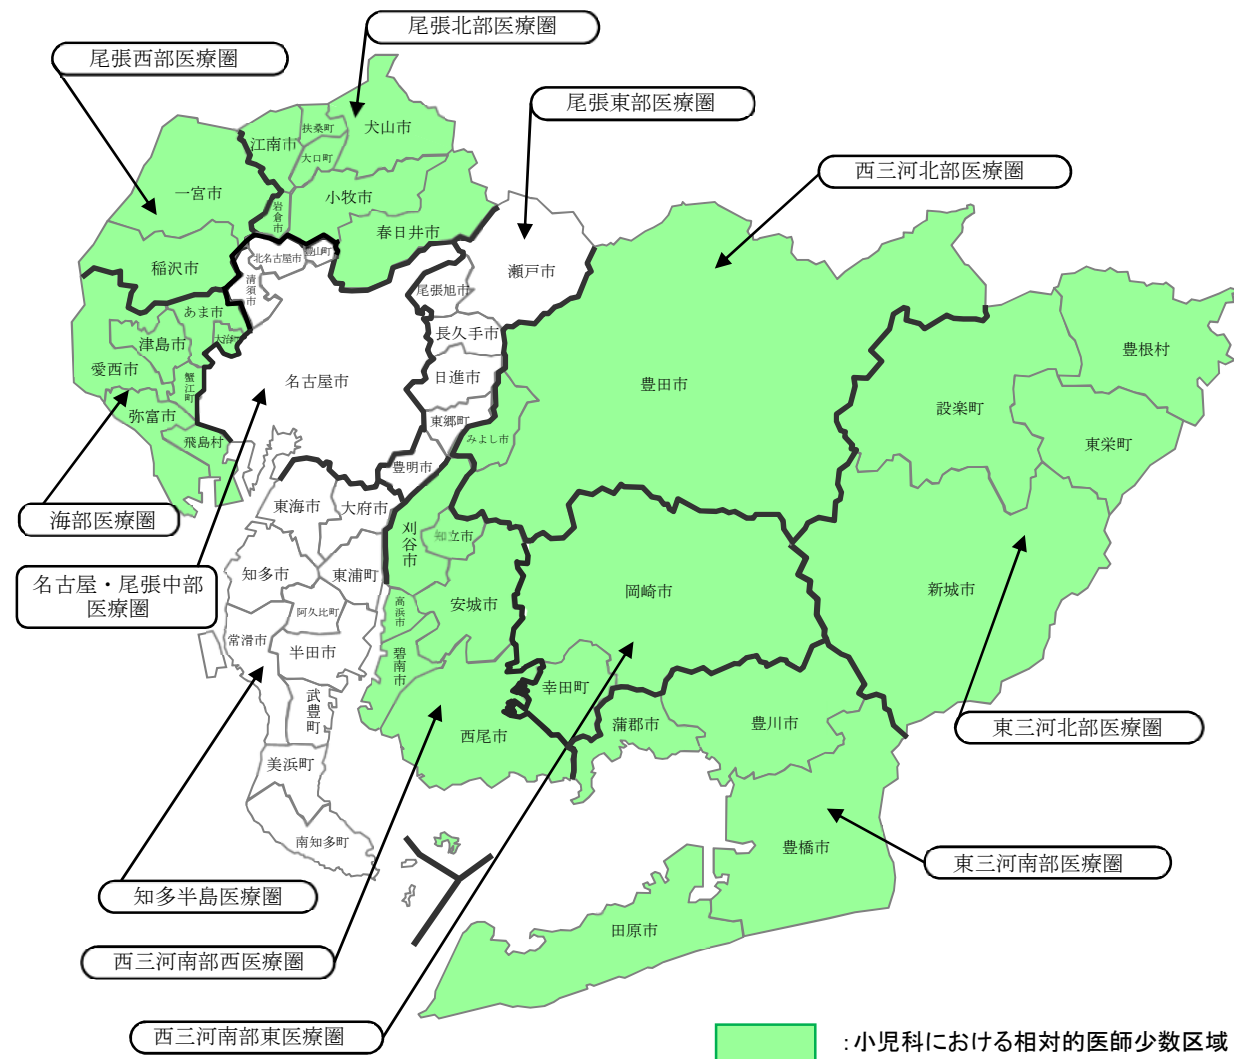 尾張北部医療圏
尾張西部医療圏
尾張東部医療圏
西三河北部医療圏
扶桑町
犬山市
江南市
大口町
一宮市
小牧市
岩倉市
春日井市
北名古屋市
豊山町
稲沢市
瀬戸市
清須市
尾張旭市
あま市
長久手市
大治町
津島市
豊根村
愛西市
蟹江町
名古屋市
日進市
豊田市
設楽町
弥富市
東郷町
みよし市
飛島村
東栄町
豊明市
海部医療圏
東海市
大府市
刈谷市
知立市
名古屋・尾張中部
医療圏
知多市
東浦町
岡崎市
新城市
阿久比町
高浜市
安城市
常滑市
半田市
碧南市
武豊町
幸田町
西尾市
蒲郡市
豊川市
東三河北部医療圏
美浜町
南知多町
豊橋市
東三河南部医療圏
知多半島医療圏
田原市
西三河南部西医療圏
西三河南部東医療圏
:小児科における相対的医師少数区域